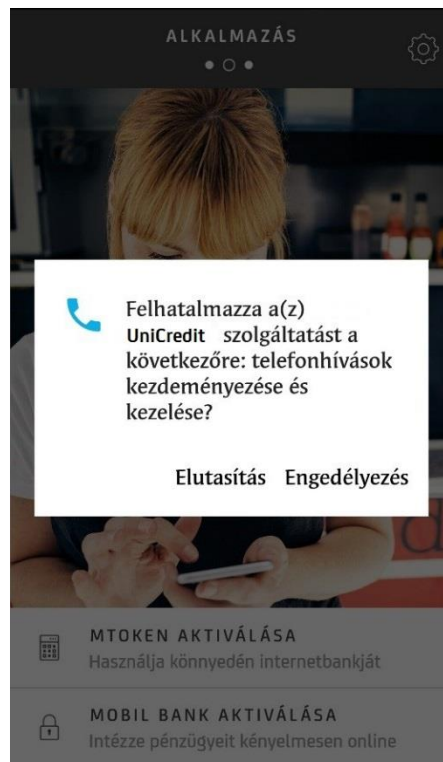 ALKALMAZÁS
Felhatalmazza a(z)
UniCredit szolgáltatást a
következőre: telefonhívások
kezdeményezése és
kezelése?
Elutasítás Engedélyezés
d
MTOKEN AKTIVÁLÁSA
Használja könnyedén internetbankját
MOBIL BANK AKTIVÁLÁSA
Intézze pénzügyeit kényelmesen online